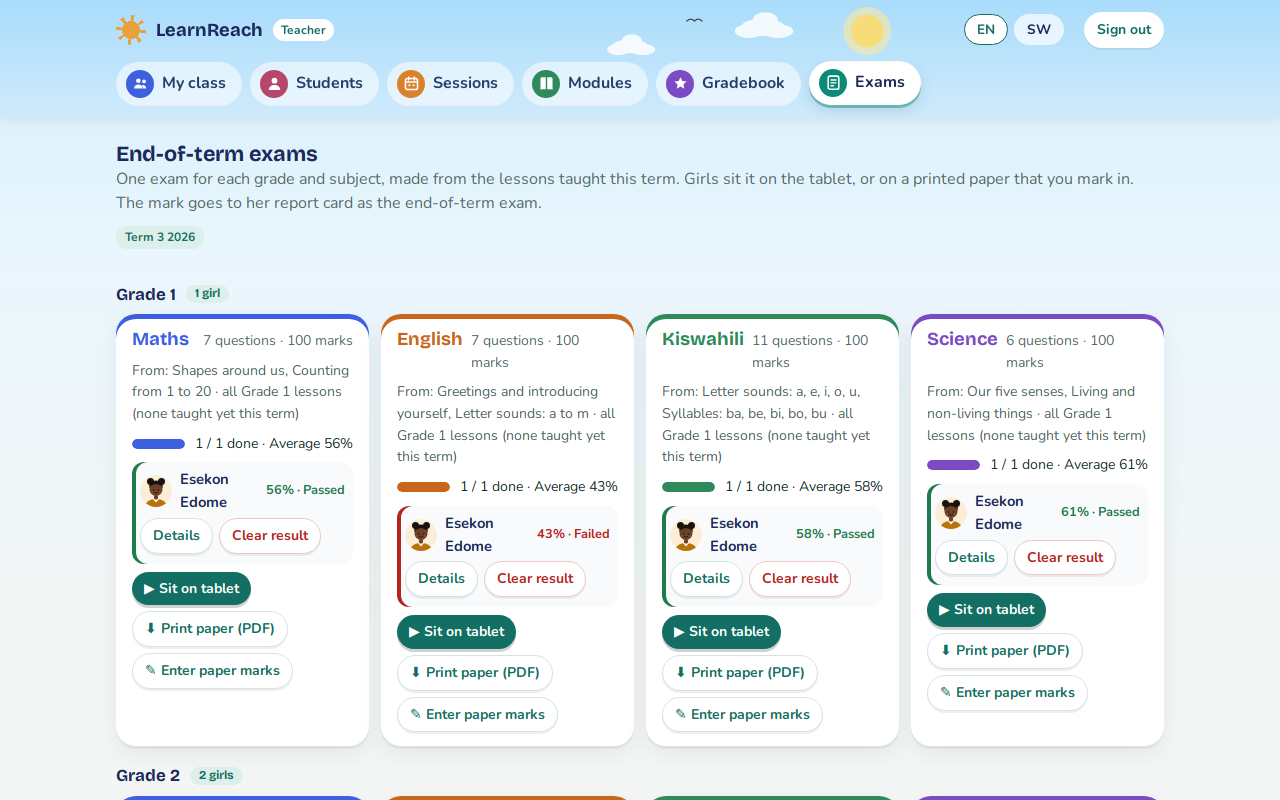 LearnReach Teacher
EN SW Sign out
My class Students Sessions Modules Gradebook Exams
End-of-term exams
One exam for each grade and subject, made from the lessons taught this term. Girls sit it on the tablet, or on a printed paper that you mark in.
The mark goes to her report card as the end-of-term exam.
Term 3 2026
Grade 1 1 girl
Maths 7 questions · 100 marks
From: Shapes around us, Counting
from 1 to 20 · all Grade 1 lessons
(none taught yet this term)
1 / 1 done · Average 56%
Esekon
Edome
56% · Passed
Details Clear result
▶ Sit on tablet
⬇ Print paper (PDF)
✎ Enter paper marks
English 7 questions · 100
marks
From: Greetings and introducing
yourself, Letter sounds: a to m · all
Grade 1 lessons (none taught yet
this term)
1 / 1 done · Average 43%
Esekon
Edome
43% · Failed
Details Clear result
▶ Sit on tablet
⬇ Print paper (PDF)
✎ Enter paper marks
Kiswahili 11 questions · 100
marks
From: Letter sounds: a, e, i, o, u,
Syllables: ba, be, bi, bo, bu · all
Grade 1 lessons (none taught yet
this term)
1 / 1 done · Average 58%
Esekon
Edome
58% · Passed
Details Clear result
▶ Sit on tablet
⬇ Print paper (PDF)
✎ Enter paper marks
Science 6 questions · 100
marks
From: Our five senses, Living and
non-living things · all Grade 1
lessons (none taught yet this term)
1 / 1 done · Average 61%
Esekon
Edome
61% · Passed
Details Clear result
▶ Sit on tablet
⬇ Print paper (PDF)
✎ Enter paper marks
Grade 2 2 girls